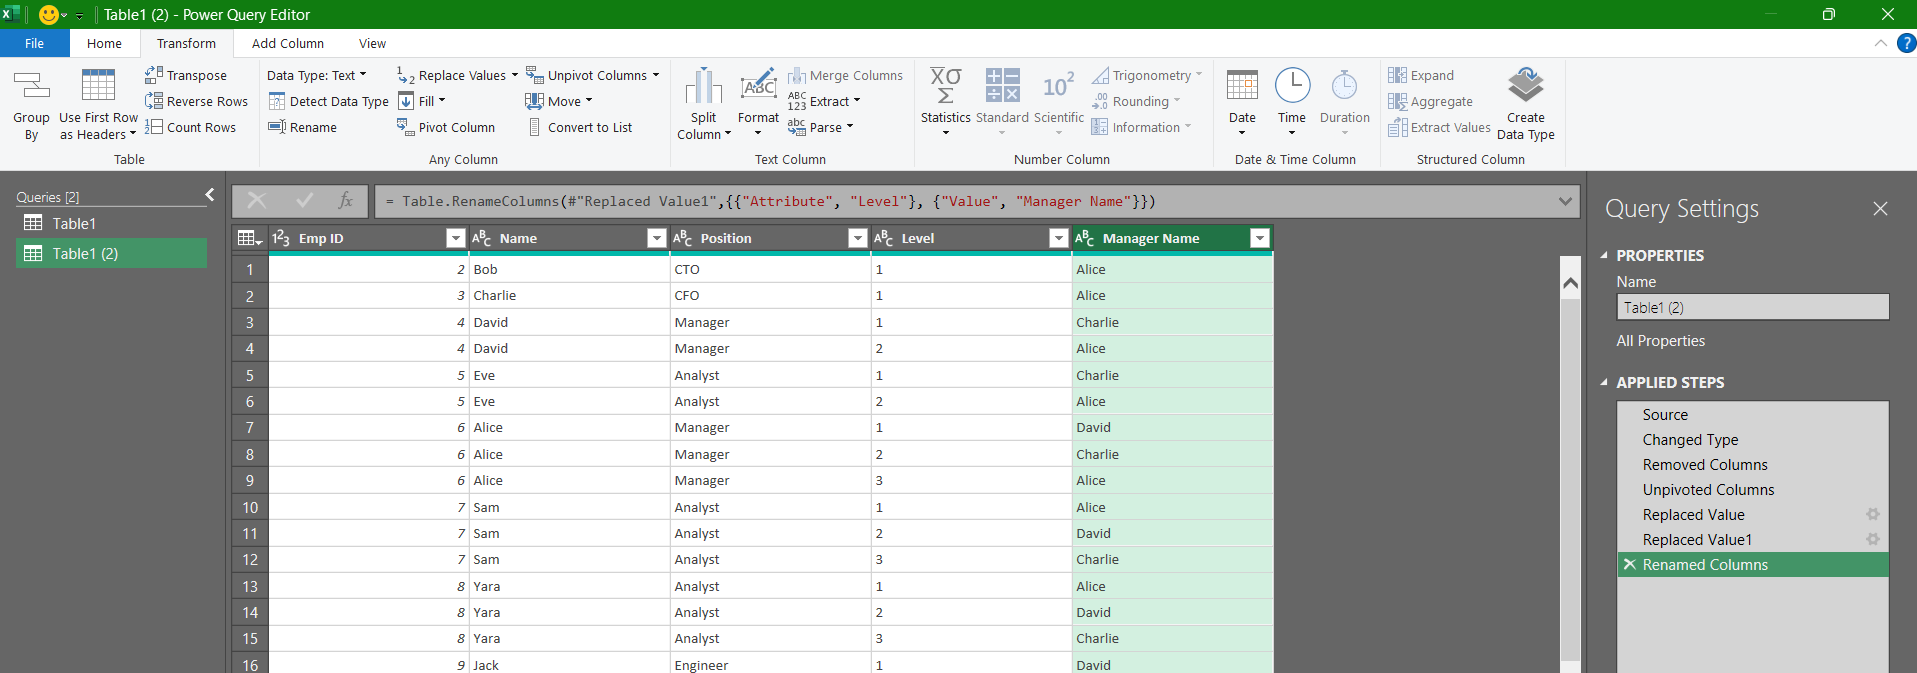 Table1 (2) - Power Query Editor
File Home Transform Add Column View
Group By
Use First Row as Headers
Transpose
Reverse Rows
Count Rows
Table
Data Type: Text
Detect Data Type
Rename
Replace Values
Fill
Pivot Column
Unpivot Columns
Move
Convert to List
Any Column
Split Column
Format
Merge Columns
Extract
Parse
Text Column
Statistics
Standard
Scientific
Trigonometry
Rounding
Information
Number Column
Date
Time
Duration
Date & Time Column
Expand
Aggregate
Extract Values
Create Data Type
Structured Column
Queries [2]
Table1
Table1 (2)
fx = Table.RenameColumns(#"Replaced Value1",{{"Attribute", "Level"}, {"Value", "Manager Name"}})
Emp ID Name Position Level Manager Name
1 2 Bob CTO 1 Alice
2 3 Charlie CFO 1 Alice
3 4 David Manager 1 Charlie
4 4 David Manager 2 Alice
5 5 Eve Analyst 1 Charlie
6 5 Eve Analyst 2 Alice
7 6 Alice Manager 1 David
8 6 Alice Manager 2 Charlie
9 6 Alice Manager 3 Alice
10 7 Sam Analyst 1 Alice
11 7 Sam Analyst 2 David
12 7 Sam Analyst 3 Charlie
13 8 Yara Analyst 1 Alice
14 8 Yara Analyst 2 David
15 8 Yara Analyst 3 Charlie
16 9 Jack Engineer 1 David
Query Settings
PROPERTIES
Name
Table1 (2)
All Properties
APPLIED STEPS
Source
Changed Type
Removed Columns
Unpivoted Columns
Replaced Value
Replaced Value1
Renamed Columns